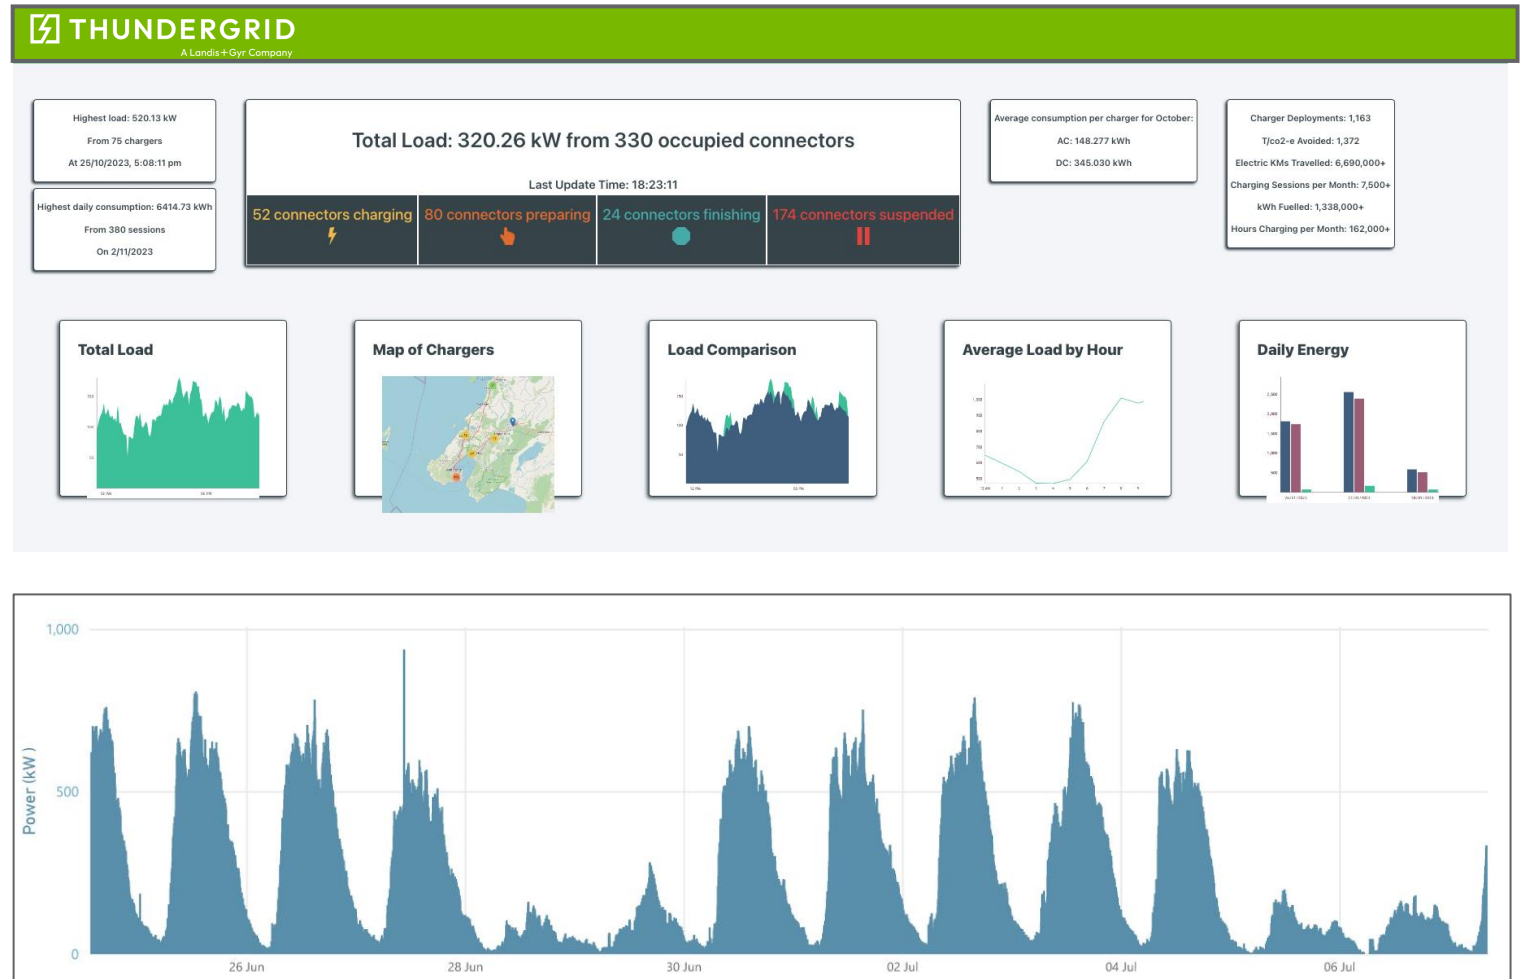 THUNDERGRID
A Landis+Gyr Company
Highest load: 520.13 kW
From 75 chargers
At 25/10/2023, 5:08:11 pm
Highest daily consumption: 6414.73 kWh
From 380 sessions
On 2/11/2023
Total Load: 320.26 kW from 330 occupied connectors
Last Update Time: 18:23:11
52 connectors charging
80 connectors preparing
24 connectors finishing
174 connectors suspended
Average consumption per charger for October:
AC: 148.277 kWh
DC: 345.030 kWh
Charger Deployments: 1,163
T/co2-e Avoided: 1,372
Electric KMs Travelled: 6,690,000+
Charging Sessions per Month: 7,500+
kWh Fuelled: 1,338,000+
Hours Charging per Month: 162,000+
Total Load
Map of Chargers
Load Comparison
Average Load by Hour
Daily Energy
1,000
500
0
Power (kW )
26 Jun
28 Jun
30 Jun
02 Jul
04 Jul
06 Jul